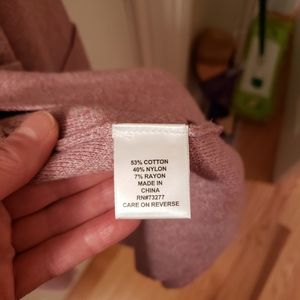 53% COTTON
40% NYLON
7% RAYON
MADE IN
CHINA
RN#73277
CARE ON REVERSE